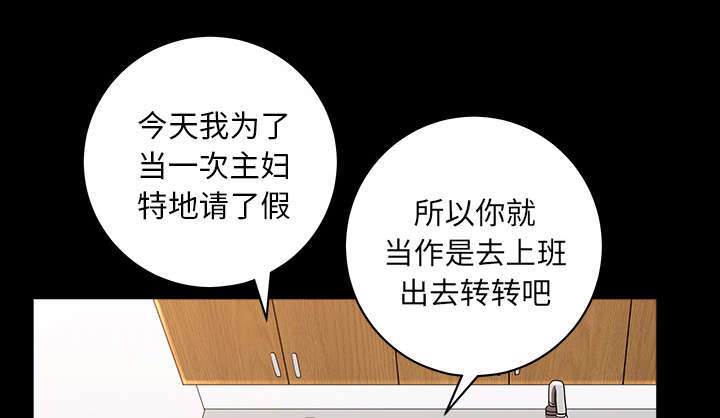 今天我为了
当一次主妇
特地请了假
所以你就
当作是去上班
出去转转吧